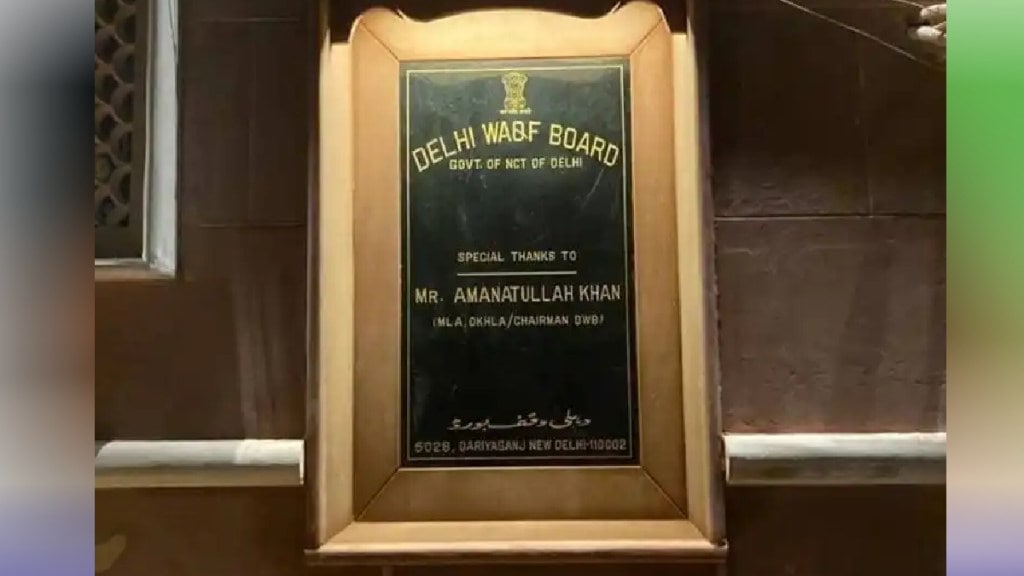 DELHI WAQF BOARD
GOVT. OF NCT OF DELHI
SPECIAL THANKS TO
MR. AMANATULLAH KHAN
(MLA, OKHLA/CHAIRMAN DWB)
دہلی وقف بورڈ
5028, DARIYAGANJ NEW DELHI-110002